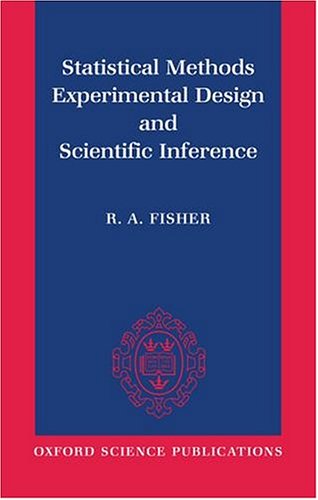 Statistical Methods
Experimental Design
and
Scientific Inference
R. A. FISHER
OXFORD SCIENCE PUBLICATIONS